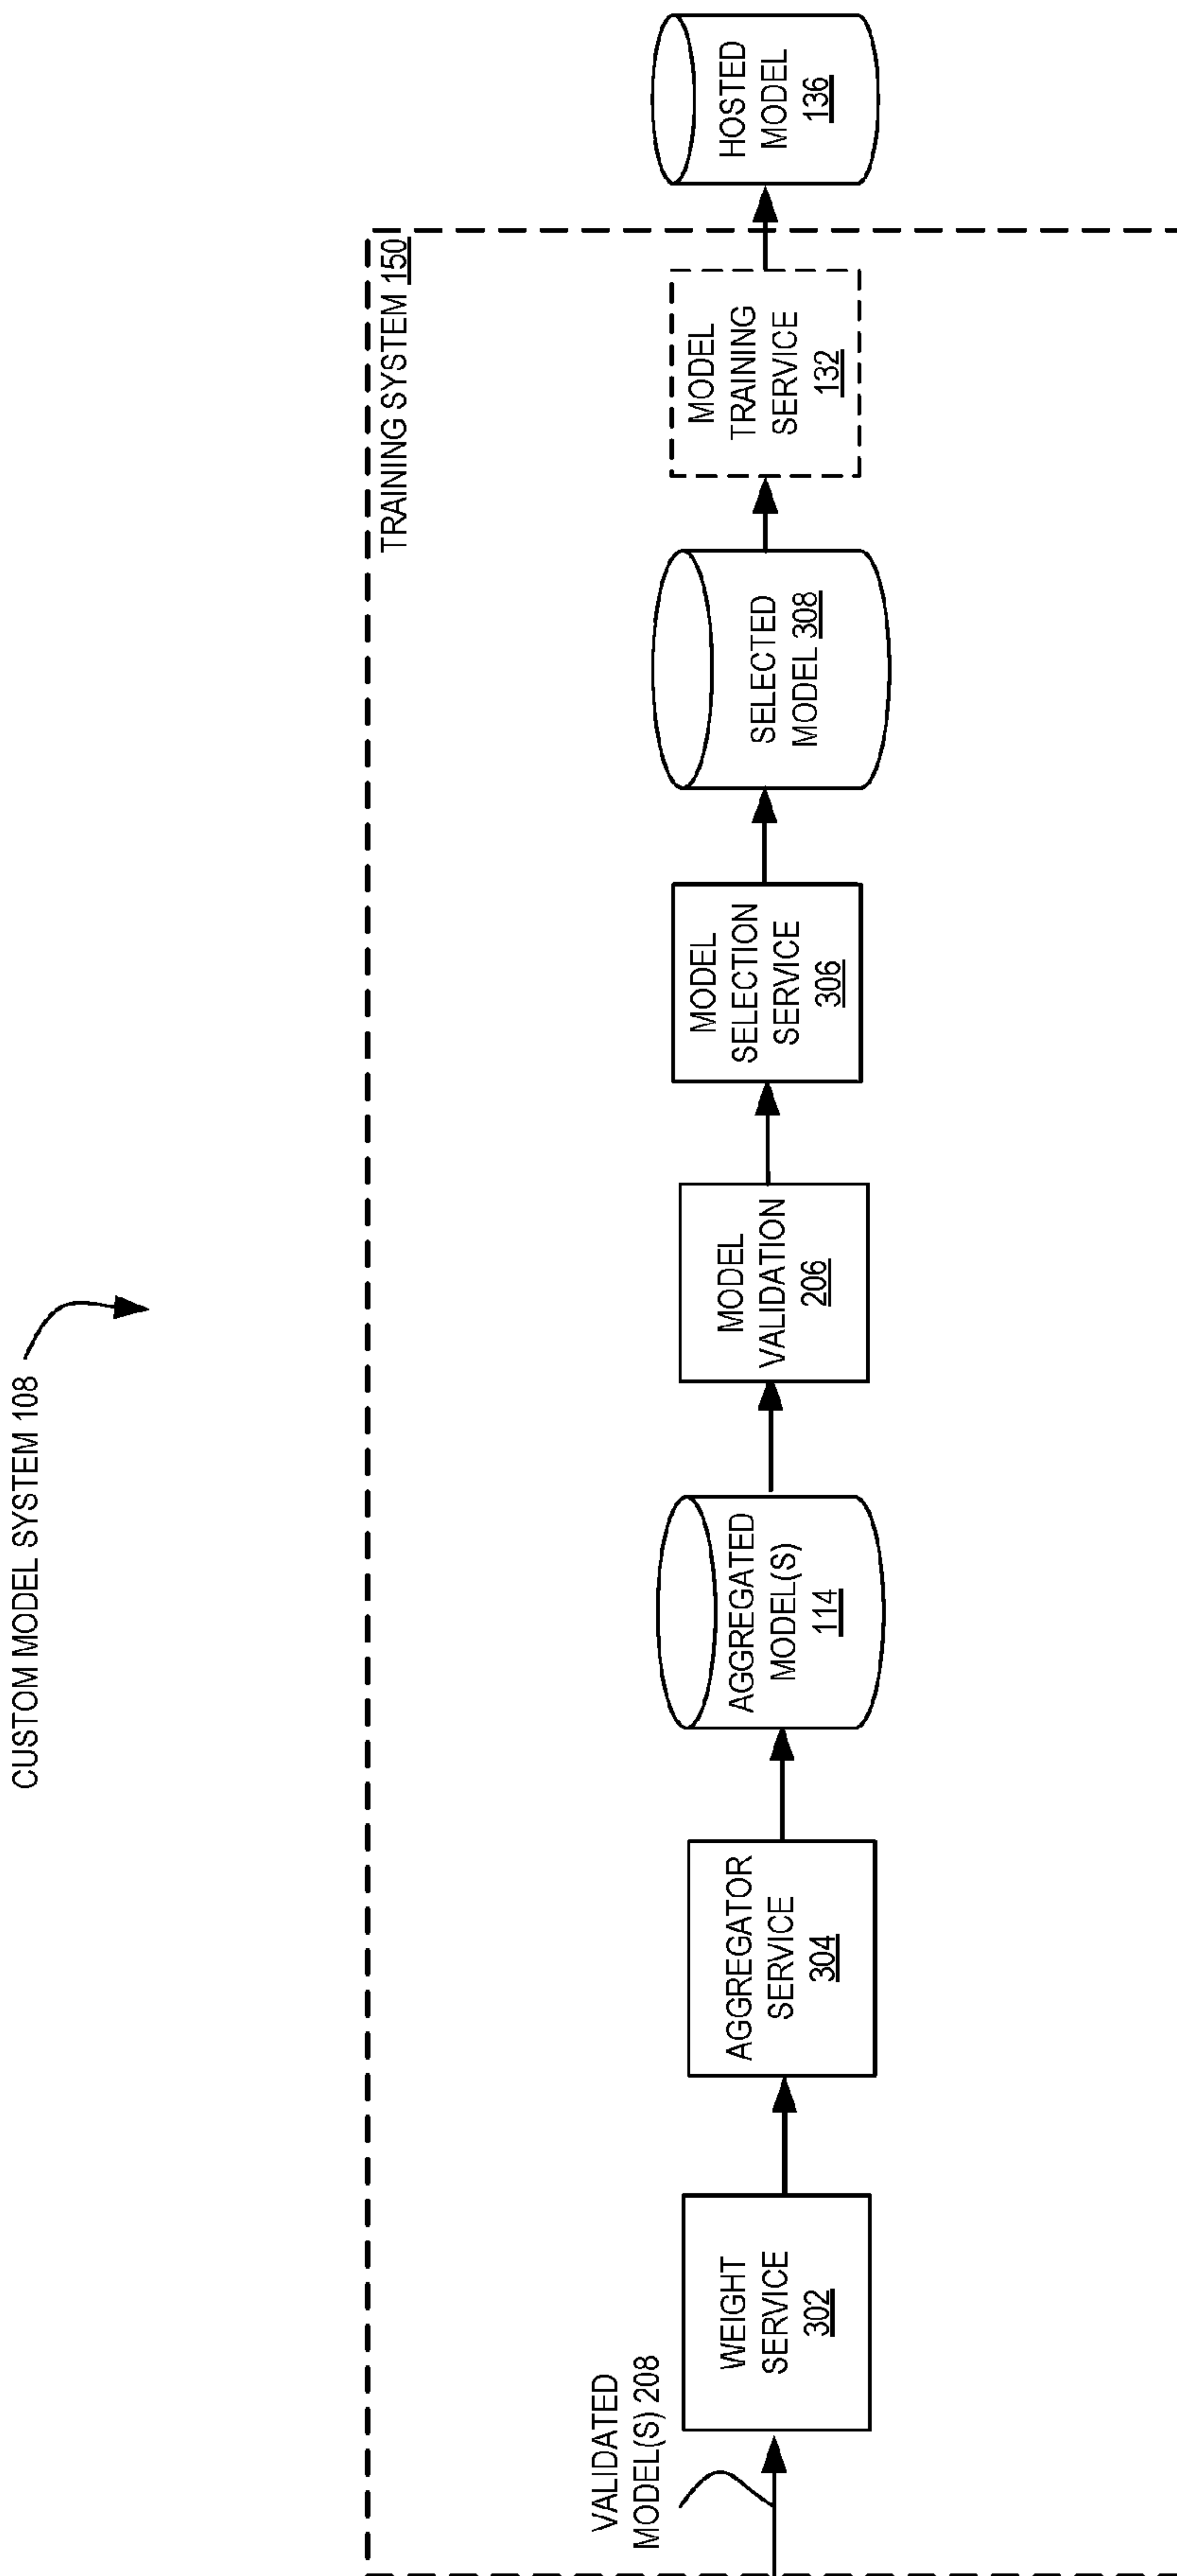 CUSTOM MODEL SYSTEM 108
TRAINING SYSTEM 150
VALIDATED
MODEL(S) 208
WEIGHT
SERVICE
302
AGGREGATOR
SERVICE
304
AGGREGATED
MODEL(S)
114
MODEL
VALIDATION
206
MODEL
SELECTION
SERVICE
306
SELECTED
MODEL 308
MODEL
TRAINING
SERVICE
132
HOSTED
MODEL
136